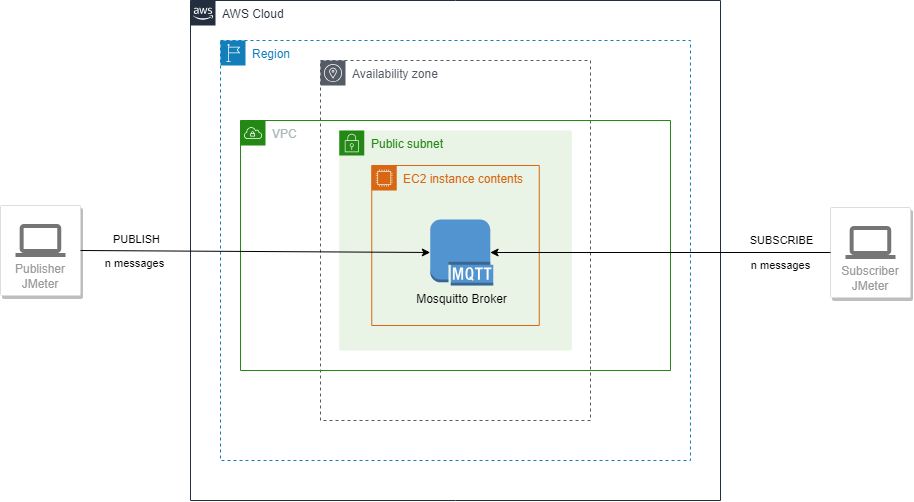 aws
AWS Cloud
Region
Availability zone
VPC
Public subnet
EC2 instance contents
PUBLISH
n messages
SUBSCRIBE
n messages
Publisher
JMeter
MQTT
Mosquitto Broker
Subscriber
JMeter